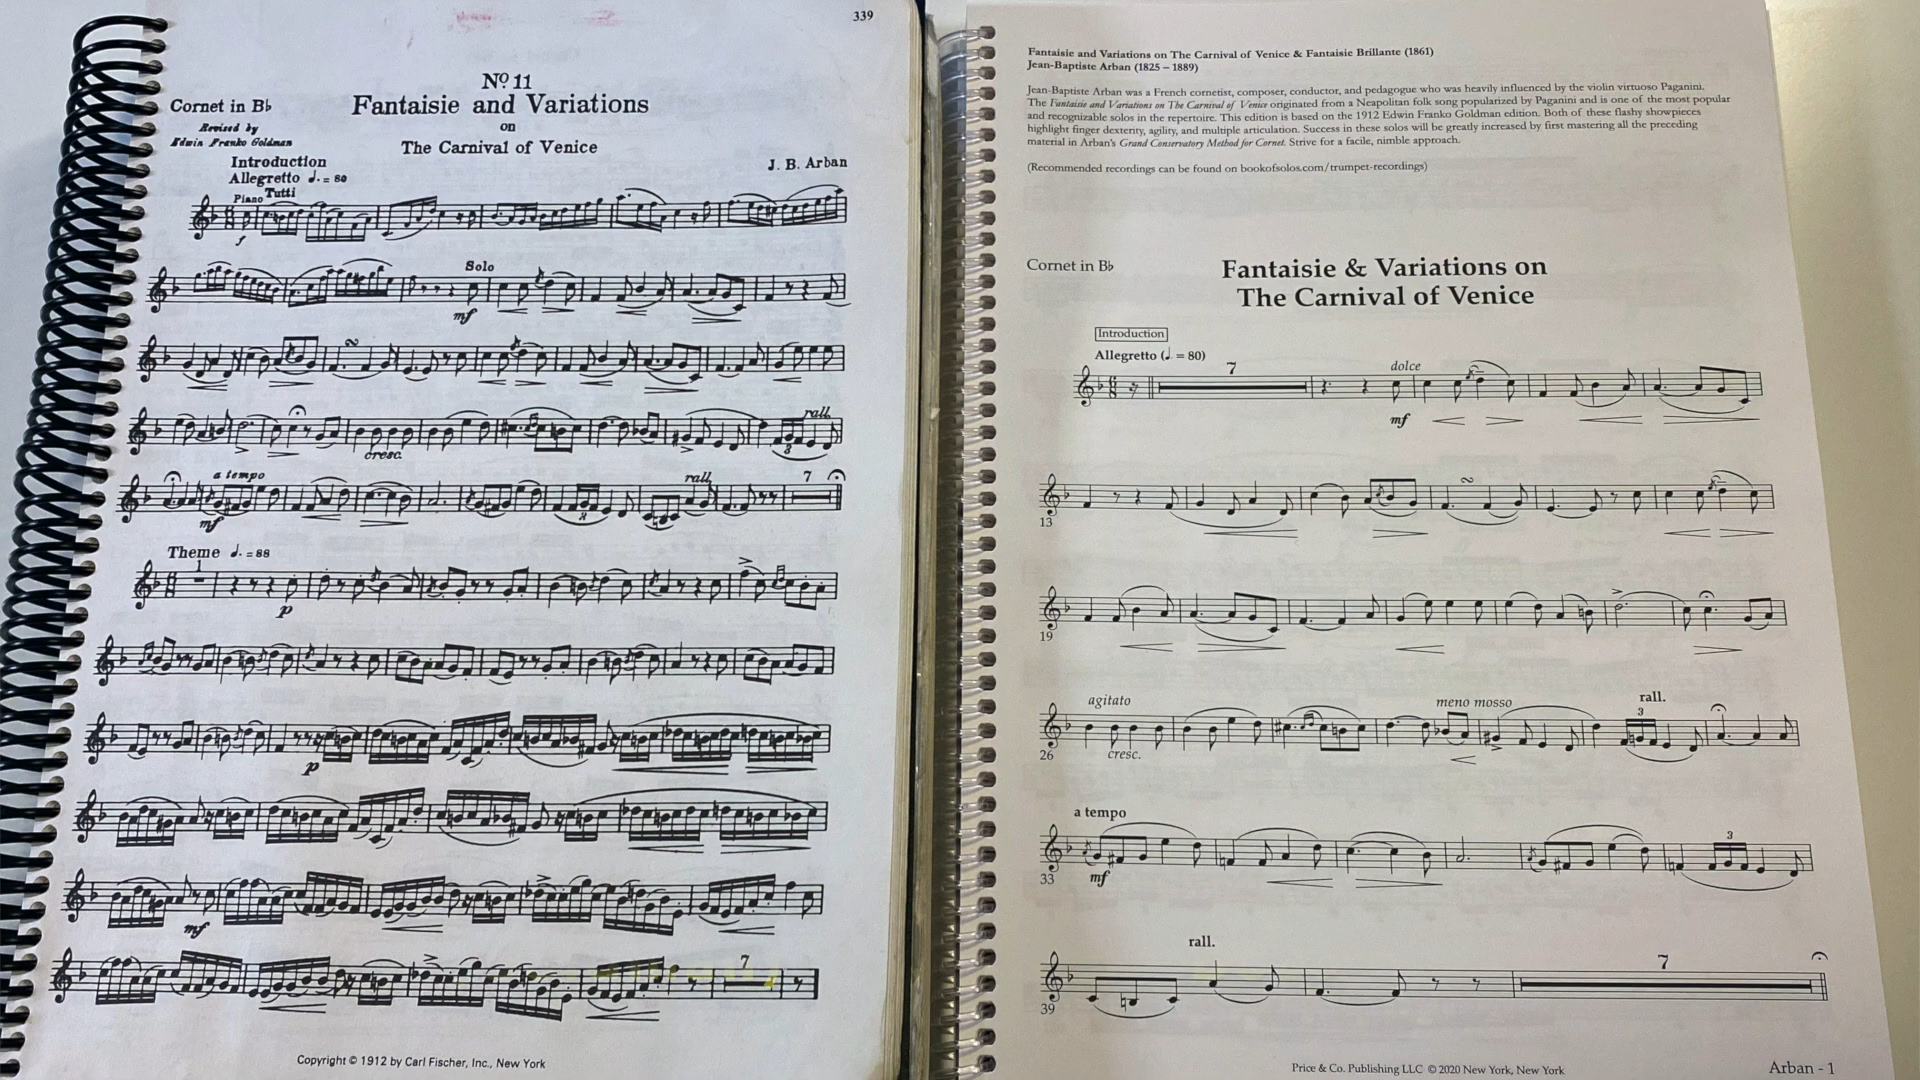 339
Nº 11
Cornet in B♭
Fantaisie and Variations
Revised by
on
Edwin Franko Goldman
The Carnival of Venice
Introduction
J. B. Arban
Allegretto ♩. = 80
Piano Tutti
f
Solo
mf
rall.
cresc.
3
a tempo
rall.
7
mf
Theme ♩. = 88
1
p
p
mf
7
Copyright © 1912 by Carl Fischer, Inc., New York
Fantaisie and Variations on The Carnival of Venice & Fantaisie Brillante (1861)
Jean-Baptiste Arban (1825 – 1889)
Jean-Baptiste Arban was a French cornetist, composer, conductor, and pedagogue who was heavily influenced by the violin virtuoso Paganini.
The Fantaisie and Variations on The Carnival of Venice originated from a Neapolitan folk song popularized by Paganini and is one of the most popular
and recognizable solos in the repertoire. This edition is based on the 1912 Edwin Franko Goldman edition. Both of these flashy showpieces
highlight finger dexterity, agility, and multiple articulation. Success in these solos will be greatly increased by first mastering all the preceding
material in Arban's Grand Conservatory Method for Cornet. Strive for a facile, nimble approach.
(Recommended recordings can be found on bookofsolos.com/trumpet-recordings)
Cornet in B♭
Fantaisie & Variations on
The Carnival of Venice
Introduction
Allegretto (♩. = 80)
7
dolce
mf
13
19
agitato
meno mosso
rall.
3
26
cresc.
a tempo
3
33
mf
rall.
7
39
Price & Co. Publishing LLC © 2020 New York, New York
Arban - 1